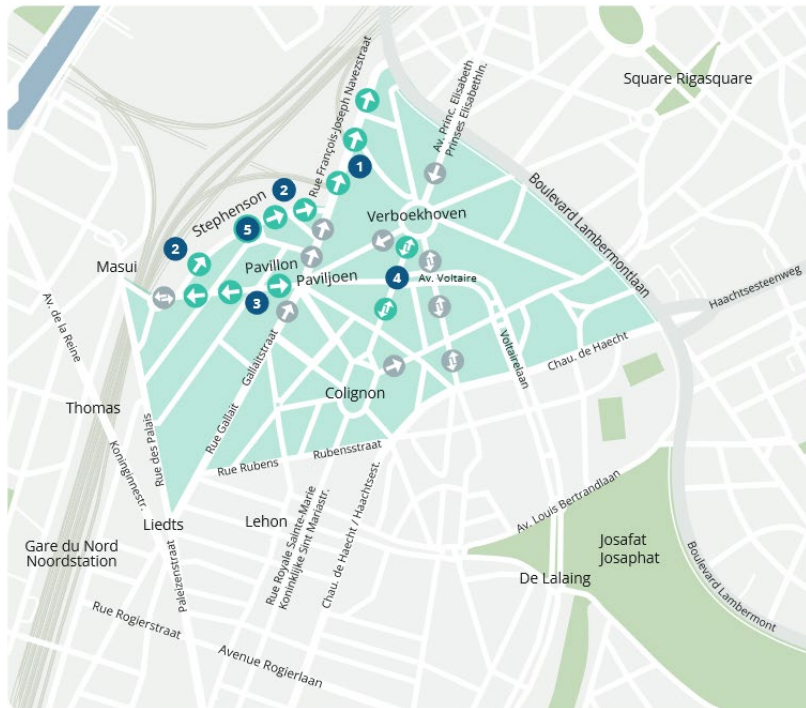 Square Rigasquare
Rue François-Joseph Navezstraat
Av. Princ. Elisabeth
Prinses Elisabethln.
Boulevard Lambermontlaan
1
2
Stephenson
5
2
Verboekhoven
Masui
Pavillon
Paviljoen
4
Av. Voltaire
3
Haachtsesteenweg
Av. de la Reine
Gallaitstraat
Voltairelaan
Chau. de Haecht
Colignon
Thomas
Rue des Palais
Rue Gallait
Koninginnestr.
Rue Rubens
Rubensstraat
Liedts
Lehon
Rue Royale Sainte-Marie
Koninklijke Sint Mariastr.
Chau. de Haecht / Haachtsest.
Av. Louis Bertrandlaan
Gare du Nord
Noordstation
Paleizenstraat
Josafat
Josaphat
De Lalaing
Boulevard Lambermont
Rue Rogierstraat
Avenue Rogierlaan